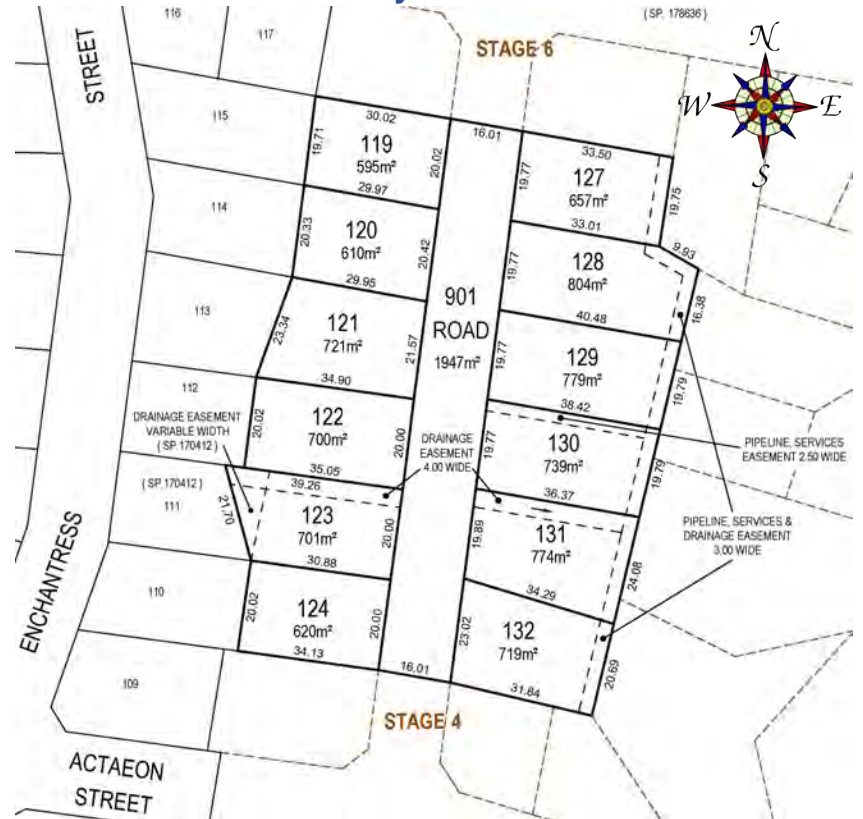 ( SP. 178636 )
116
117
STAGE 6
N
W E
S
STREET
115
30.02
16.01
119
595m²
19.71
20.02
33.50
127
657m²
19.77
19.75
29.97
114
120
610m²
20.33
20.42
33.01
9.93
128
804m²
19.77
16.38
29.95
113
121
721m²
23.34
21.57
901
ROAD
1947m²
40.48
129
779m²
19.77
19.79
34.90
112
122
700m²
20.02
20.00
38.42
DRAINAGE EASEMENT
VARIABLE WIDTH
( SP.170412 )
DRAINAGE
EASEMENT
4.00 WIDE
130
739m²
19.77
19.79
PIPELINE, SERVICES
EASEMENT 2.50 WIDE
35.05
39.26
( SP.170412 )
111
21.70
123
701m²
20.00
36.37
131
774m²
19.89
24.08
PIPELINE, SERVICES &
DRAINAGE EASEMENT
3.00 WIDE
30.88
110
124
620m²
20.02
20.00
34.29
132
719m²
23.02
20.69
34.13
16.01
31.84
ENCHANTRESS
109
STAGE 4
ACTAEON
STREET